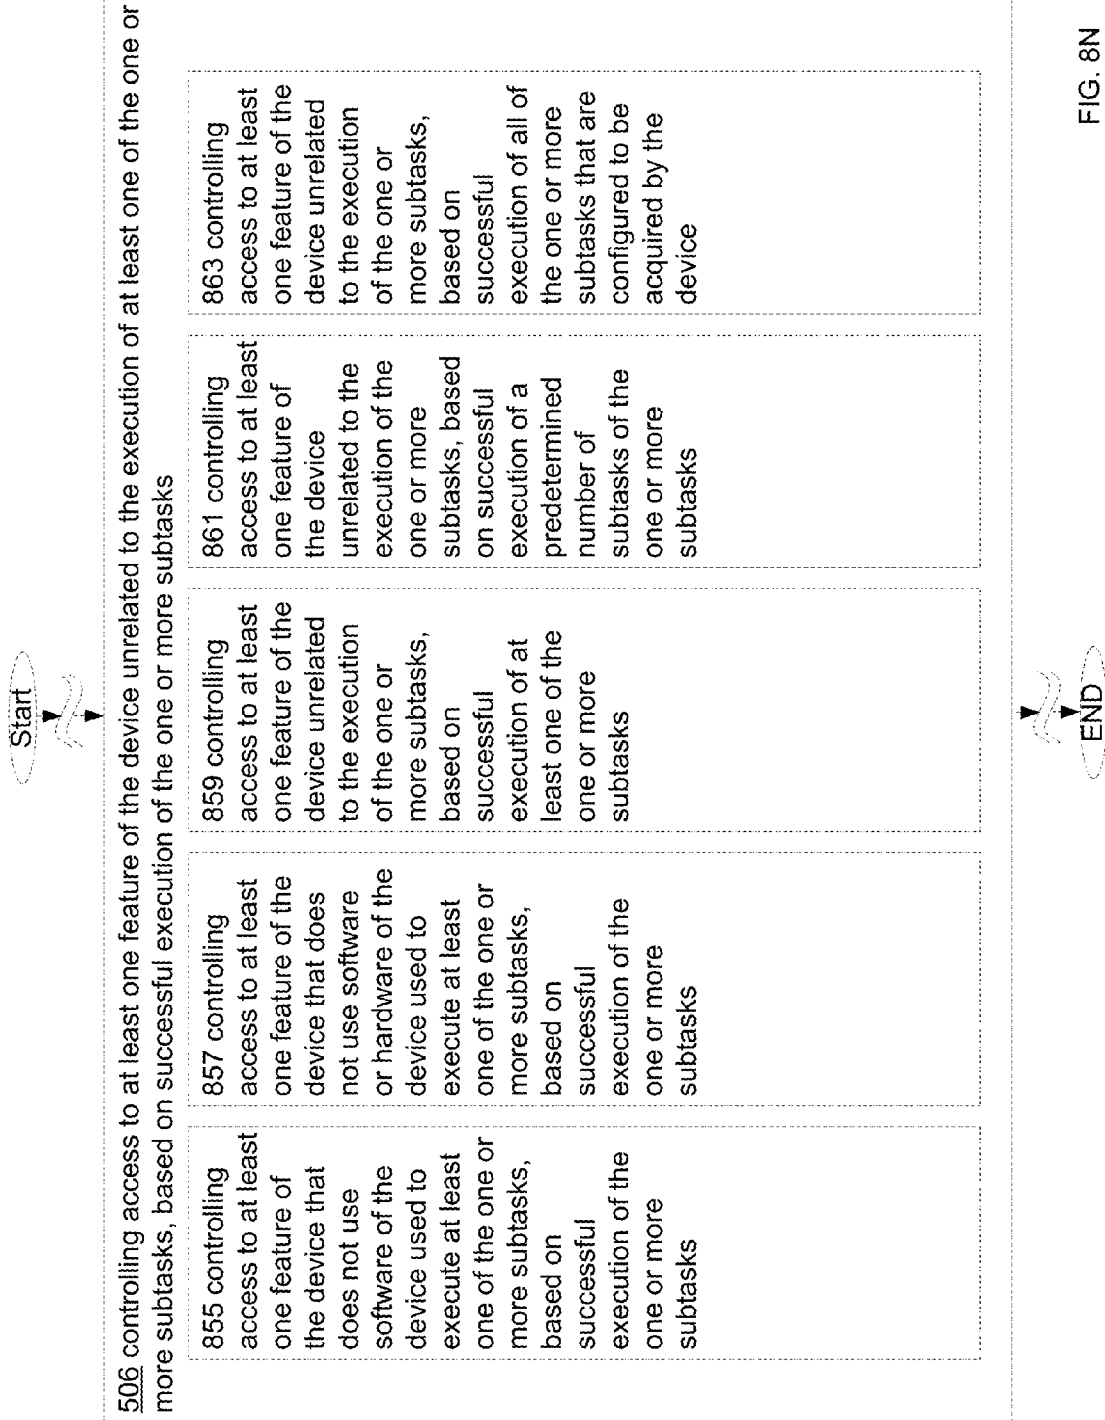 Start
506 controlling access to at least one feature of the device unrelated to the execution of at least one of the one or
more subtasks, based on successful execution of the one or more subtasks
855 controlling
access to at least
one feature of
the device that
does not use
software of the
device used to
execute at least
one of the one or
more subtasks,
based on
successful
execution of the
one or more
subtasks
857 controlling
access to at least
one feature of the
device that does
not use software
or hardware of the
device used to
execute at least
one of the one or
more subtasks,
based on
successful
execution of the
one or more
subtasks
859 controlling
access to at least
one feature of the
device unrelated
to the execution
of the one or
more subtasks,
based on
successful
execution of at
least one of the
one or more
subtasks
861 controlling
access to at least
one feature of
the device
unrelated to the
execution of the
one or more
subtasks, based
on successful
execution of a
predetermined
number of
subtasks of the
one or more
subtasks
863 controlling
access to at least
one feature of the
device unrelated
to the execution
of the one or
more subtasks,
based on
successful
execution of all of
the one or more
subtasks that are
configured to be
acquired by the
device
END
FIG. 8N